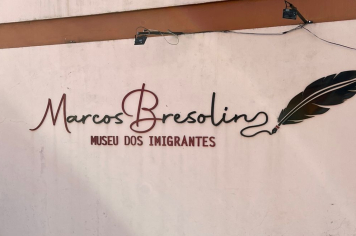 Marcos Bresolin
MUSEU DOS IMIGRANTES